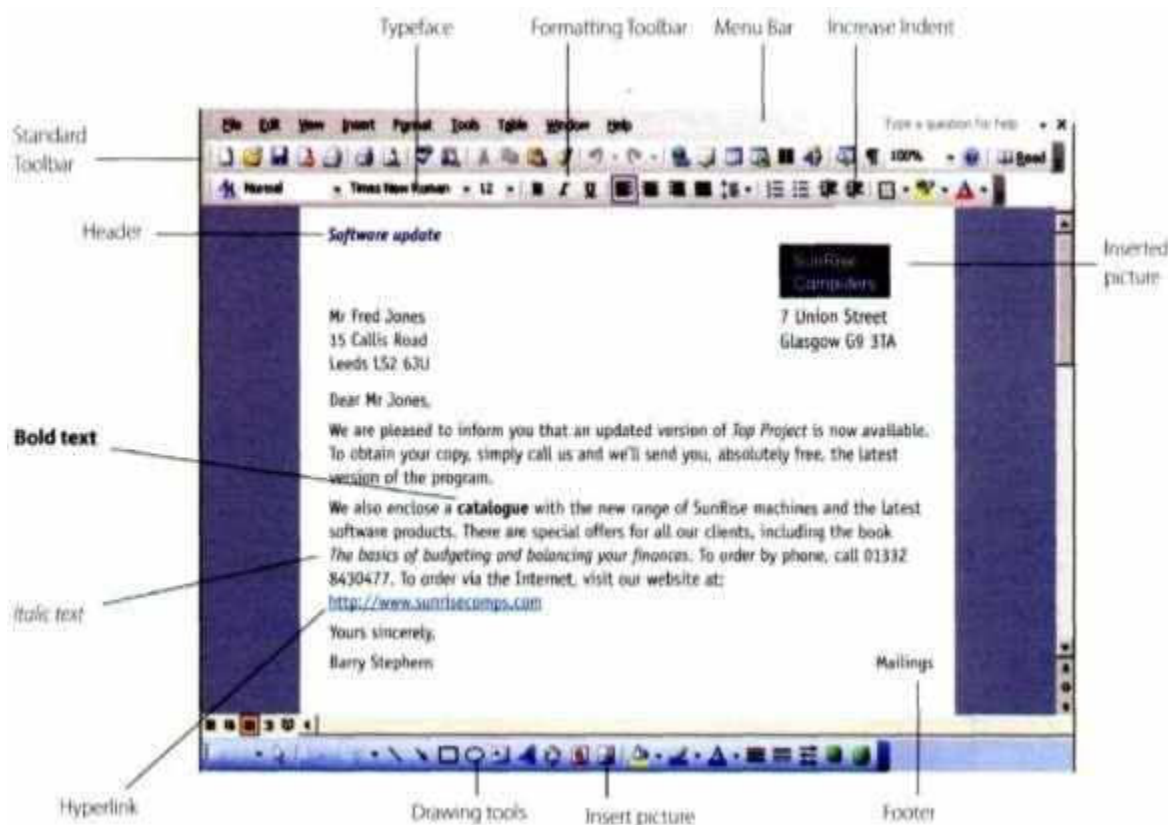 Typeface Formatting Toolbar Menu Bar Increase Indent
Standard
Toolbar
File Edit View Insert Format Tools Table Window Help
Type a question for help
100% Read
Normal Times New Roman 12 B I U
Header
Software update
SunRise
Computers
Inserted
picture
Mr Fred Jones
15 Callis Road
Leeds LS2 63U
7 Union Street
Glasgow G9 3TA
Dear Mr Jones,
Bold text
We are pleased to inform you that an updated version of Top Project is now available.
To obtain your copy, simply call us and we'll send you, absolutely free, the latest
version of the program.
We also enclose a catalogue with the new range of SunRise machines and the latest
software products. There are special offers for all our clients, including the book
The basics of budgeting and balancing your finances. To order by phone, call 01332
8430477. To order via the Internet, visit our website at:
http://www.sunrisecomps.com
Italic text
Yours sincerely,
Barry Stephens
Mailings
Hyperlink
Drawing tools
Insert picture
Footer